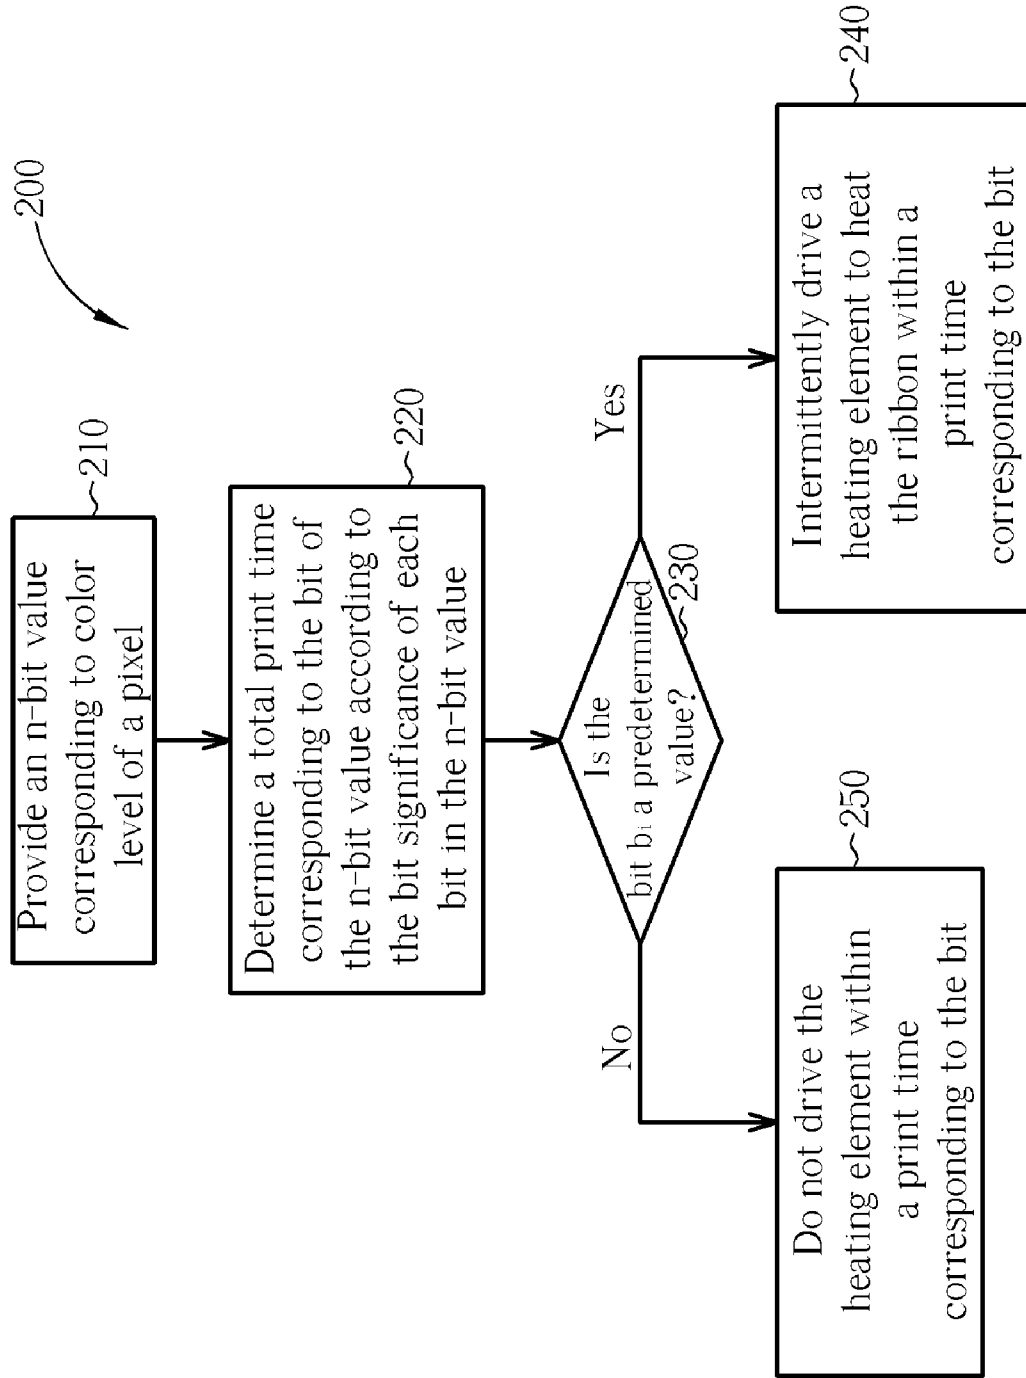 200
Provide an n-bit value
corresponding to color
level of a pixel
210
Determine a total print time
corresponding to the bit of
the n-bit value according to
the bit significance of each
bit in the n-bit value
220
Is the
bit bi a predetermined
value?
230
Yes
No
Intermittently drive a
heating element to heat
the ribbon within a
print time
corresponding to the bit
240
Do not drive the
heating element within
a print time
corresponding to the bit
250